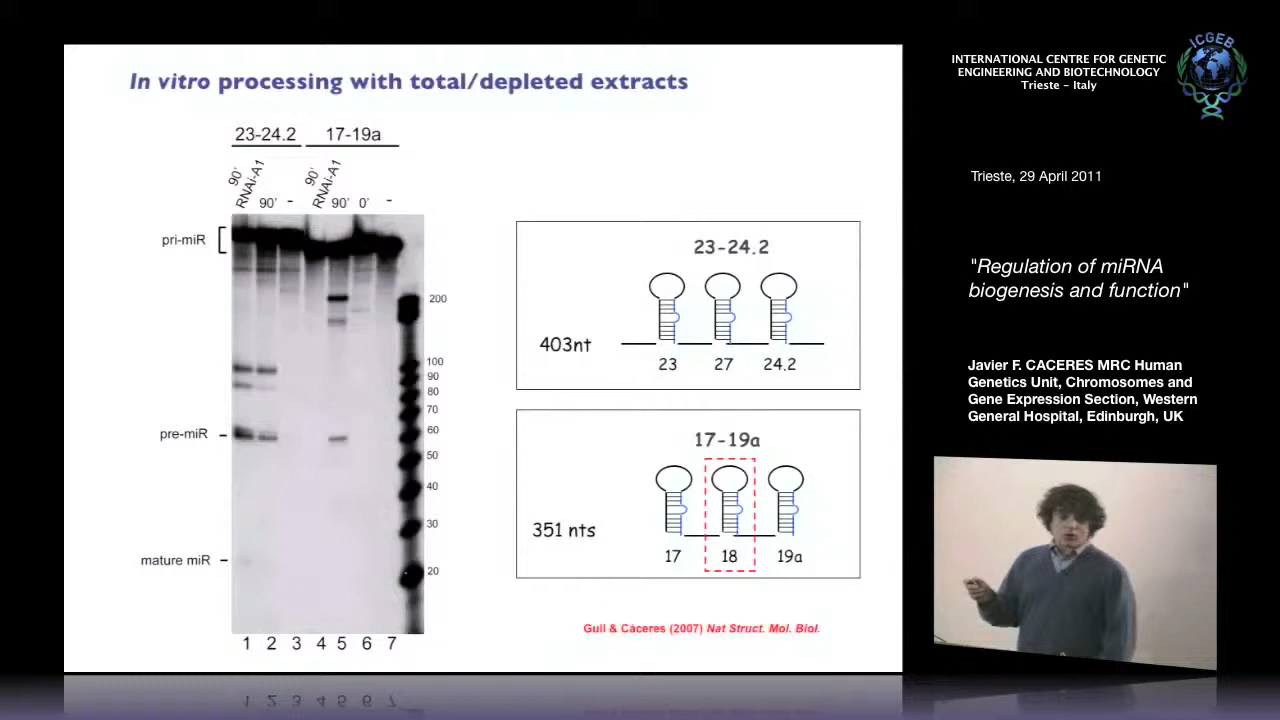 In vitro processing with total/depleted extracts
23-24.2
17-19a
90'
RNAi-A1
90'
-
90'
RNAi-A1
90'
0'
-
pri-miR
200
100
90
80
70
pre-miR
60
50
40
30
mature miR
20
1 2 3 4 5 6 7
23-24.2
403nt
23 27 24.2
17-19a
351 nts
17 18 19a
Guil & Cáceres (2007) Nat Struct. Mol. Biol.
INTERNATIONAL CENTRE FOR GENETIC
ENGINEERING AND BIOTECHNOLOGY
Trieste - Italy
ICGEB
Trieste, 29 April 2011
"Regulation of miRNA
biogenesis and function"
Javier F. CACERES MRC Human
Genetics Unit, Chromosomes and
Gene Expression Section, Western
General Hospital, Edinburgh, UK